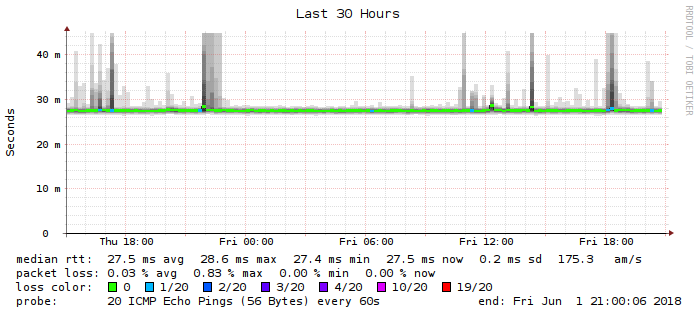 Last 30 Hours
RRDTOOL / TOBI OETIKER
Seconds
40 m
30 m
20 m
10 m
0
Thu 18:00 Fri 00:00 Fri 06:00 Fri 12:00 Fri 18:00
median rtt: 27.5 ms avg 28.6 ms max 27.4 ms min 27.5 ms now 0.2 ms sd 175.3 am/s
packet loss: 0.03 % avg 0.83 % max 0.00 % min 0.00 % now
loss color: 0 1/20 2/20 3/20 4/20 10/20 19/20
probe: 20 ICMP Echo Pings (56 Bytes) every 60s end: Fri Jun 1 21:00:06 2018